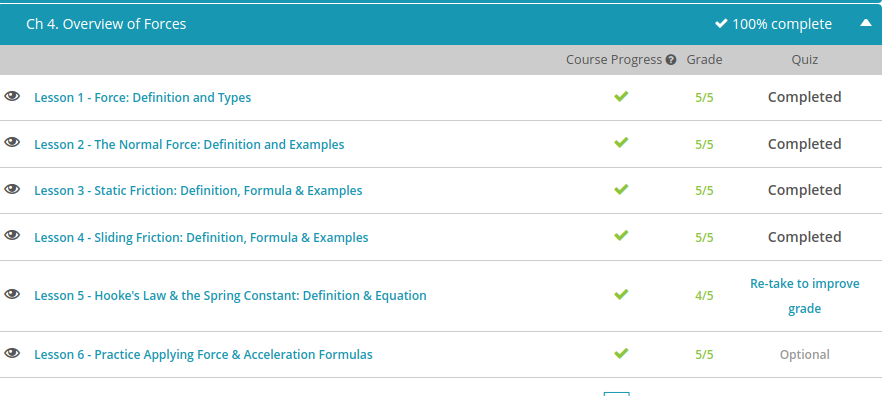 Ch 4. Overview of Forces 100% complete
Course Progress Grade Quiz
Lesson 1 - Force: Definition and Types 5/5 Completed
Lesson 2 - The Normal Force: Definition and Examples 5/5 Completed
Lesson 3 - Static Friction: Definition, Formula & Examples 5/5 Completed
Lesson 4 - Sliding Friction: Definition, Formula & Examples 5/5 Completed
Lesson 5 - Hooke's Law & the Spring Constant: Definition & Equation 4/5 Re-take to improve
grade
Lesson 6 - Practice Applying Force & Acceleration Formulas 5/5 Optional